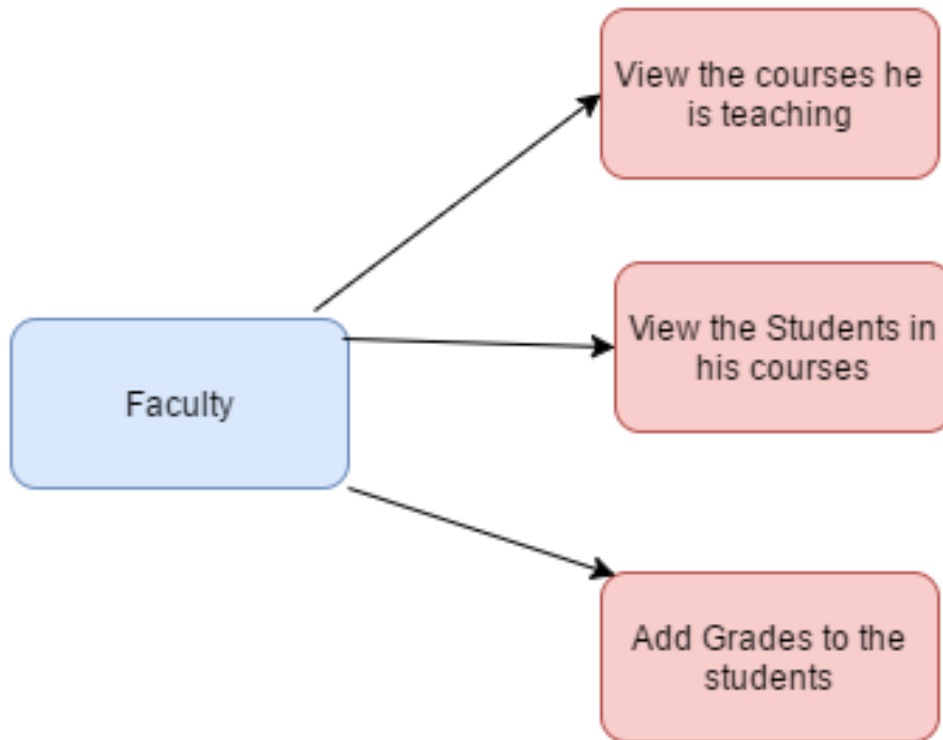 View the courses he
is teaching
View the Students in
his courses
Faculty
Add Grades to the
students